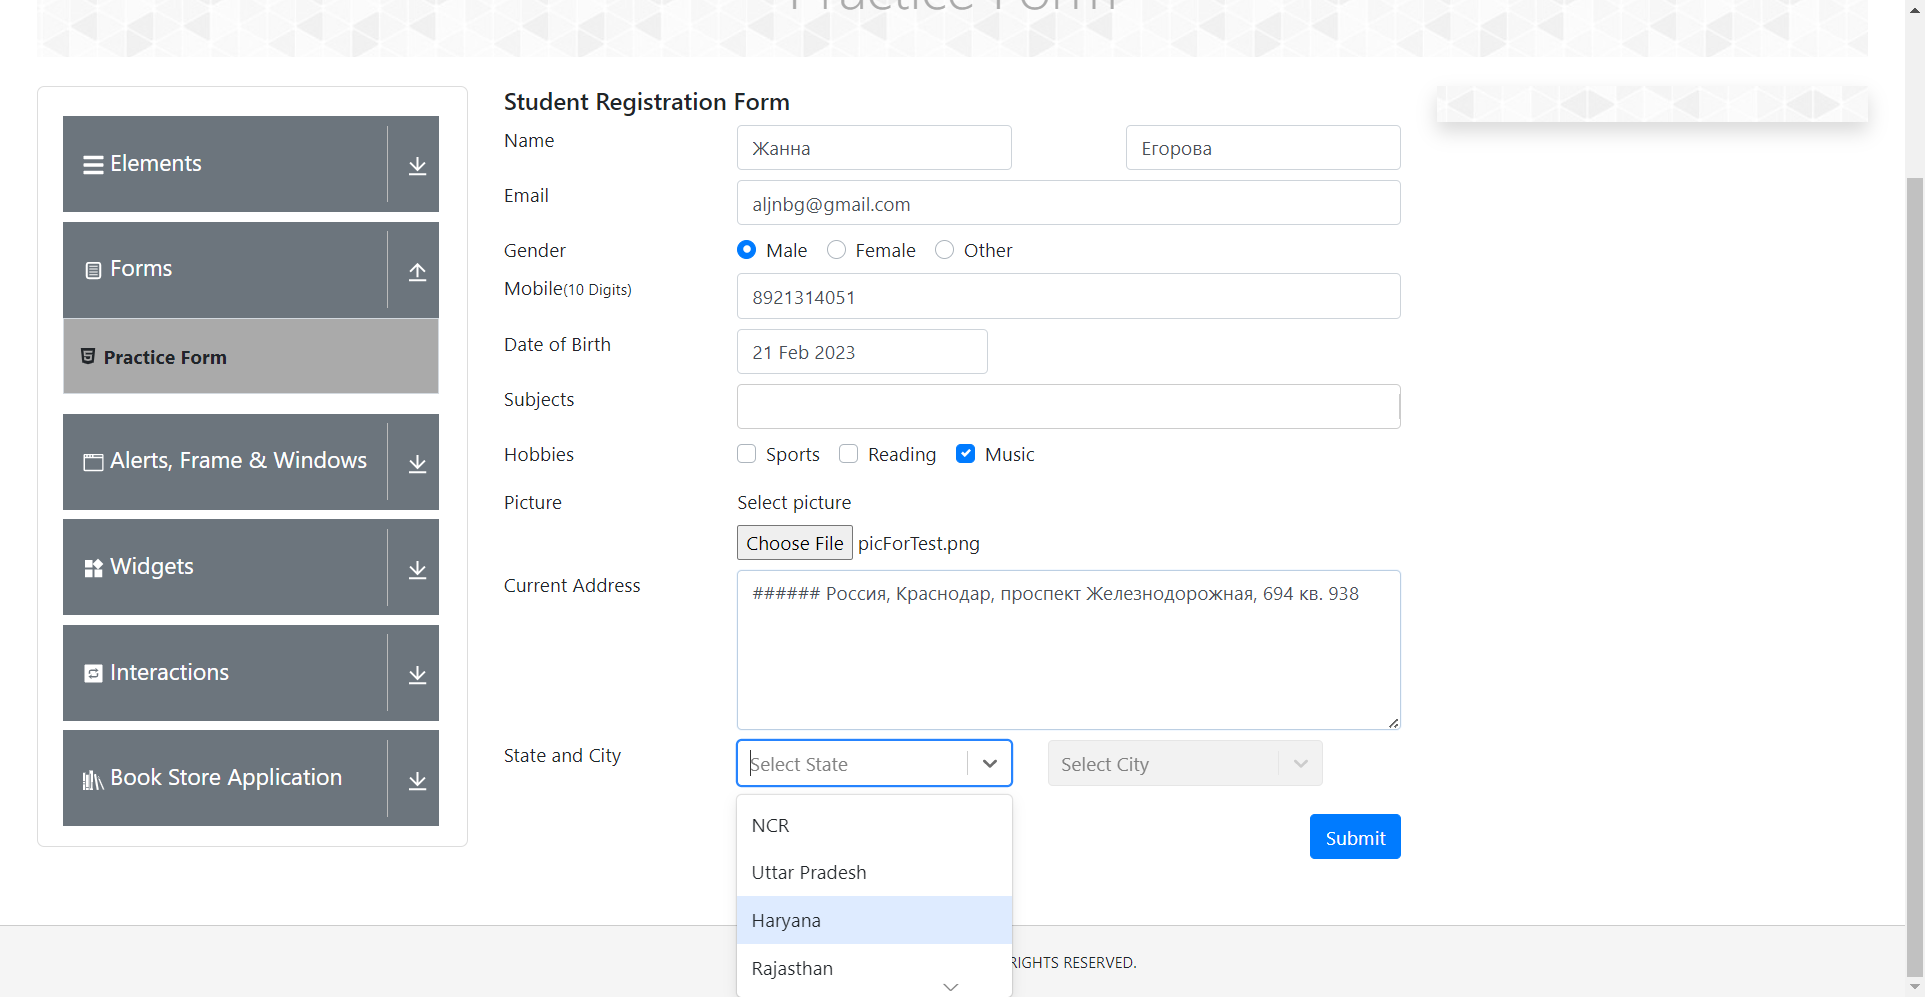 Practice Form
Elements
Forms
Practice Form
Alerts, Frame & Windows
Widgets
Interactions
Book Store Application
Student Registration Form
Name
Жанна
Егорова
Email
aljnbg@gmail.com
Gender
Male
Female
Other
Mobile(10 Digits)
8921314051
Date of Birth
21 Feb 2023
Subjects
Hobbies
Sports
Reading
Music
Picture
Select picture
Choose File picForTest.png
Current Address
###### Россия, Краснодар, проспект Железнодорожная, 694 кв. 938
State and City
Select State
Select City
NCR
Uttar Pradesh
Haryana
Rajasthan
Submit
RIGHTS RESERVED.